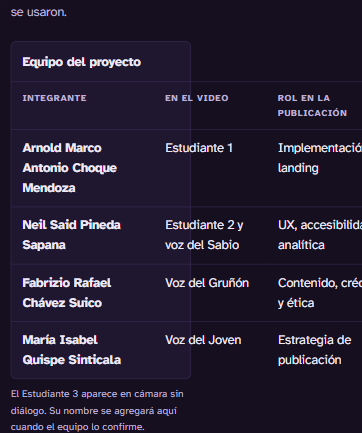 se usaron.
Equipo del proyecto
INTEGRANTE EN EL VIDEO ROL EN LA
PUBLICACIÓN
Arnold Marco Estudiante 1 Implementació
Antonio Choque landing
Mendoza
Neil Said Pineda Estudiante 2 y UX, accesibilida
Sapana voz del Sabio analítica
Fabrizio Rafael Voz del Gruñón Contenido, créd
Chávez Suico y ética
María Isabel Voz del Joven Estrategia de
Quispe Sinticala publicación
El Estudiante 3 aparece en cámara sin
diálogo. Su nombre se agregará aquí
cuando el equipo lo confirme.